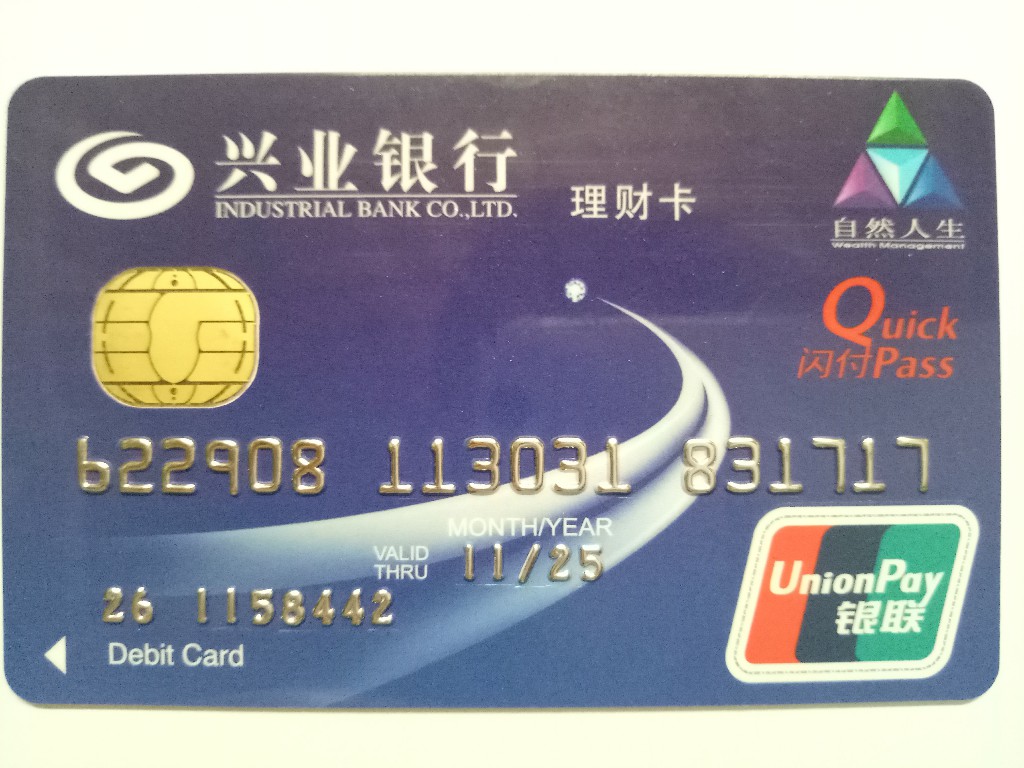 兴业银行
INDUSTRIAL BANK CO.,LTD.
理财卡
自然人生
Wealth Management
Quick
闪付Pass
622908 113031 831717
MONTH/YEAR
VALID
THRU
11/25
26 1158442
Debit Card
UnionPay
银联